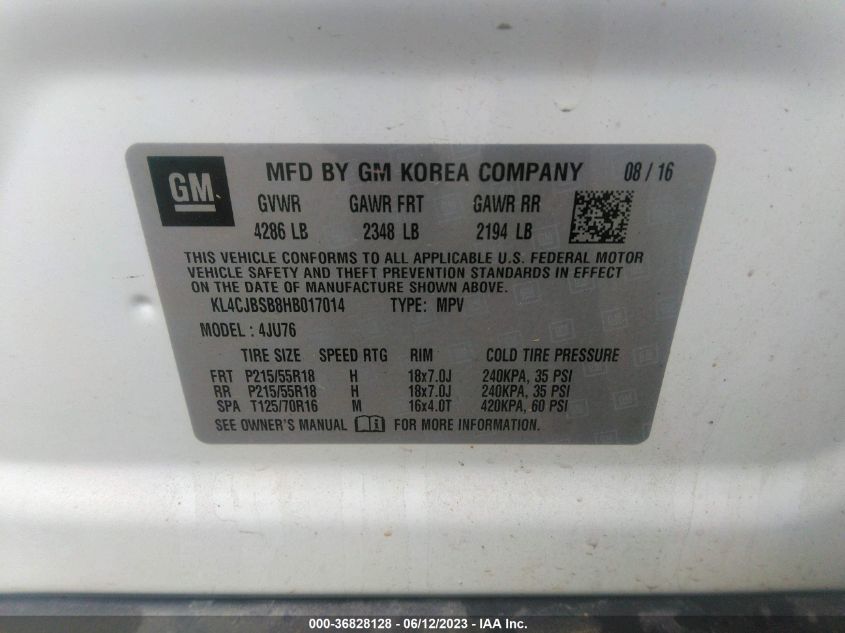 GM
MFD BY GM KOREA COMPANY 08 / 16
GVWR GAWR FRT GAWR RR
4286 LB 2348 LB 2194 LB
THIS VEHICLE CONFORMS TO ALL APPLICABLE U.S. FEDERAL MOTOR
VEHICLE SAFETY AND THEFT PREVENTION STANDARDS IN EFFECT
ON THE DATE OF MANUFACTURE SHOWN ABOVE.
KL4CJBSB8HB017014 TYPE: MPV
MODEL: 4JU76
TIRE SIZE SPEED RTG RIM COLD TIRE PRESSURE
FRT P215/55R18 H 18x7.0J 240KPA, 35 PSI
RR P215/55R18 H 18x7.0J 240KPA, 35 PSI
SPA T125/70R16 M 16x4.0T 420KPA, 60 PSI
SEE OWNER'S MANUAL FOR MORE INFORMATION.
000-36828128 - 06/12/2023 - IAA Inc.